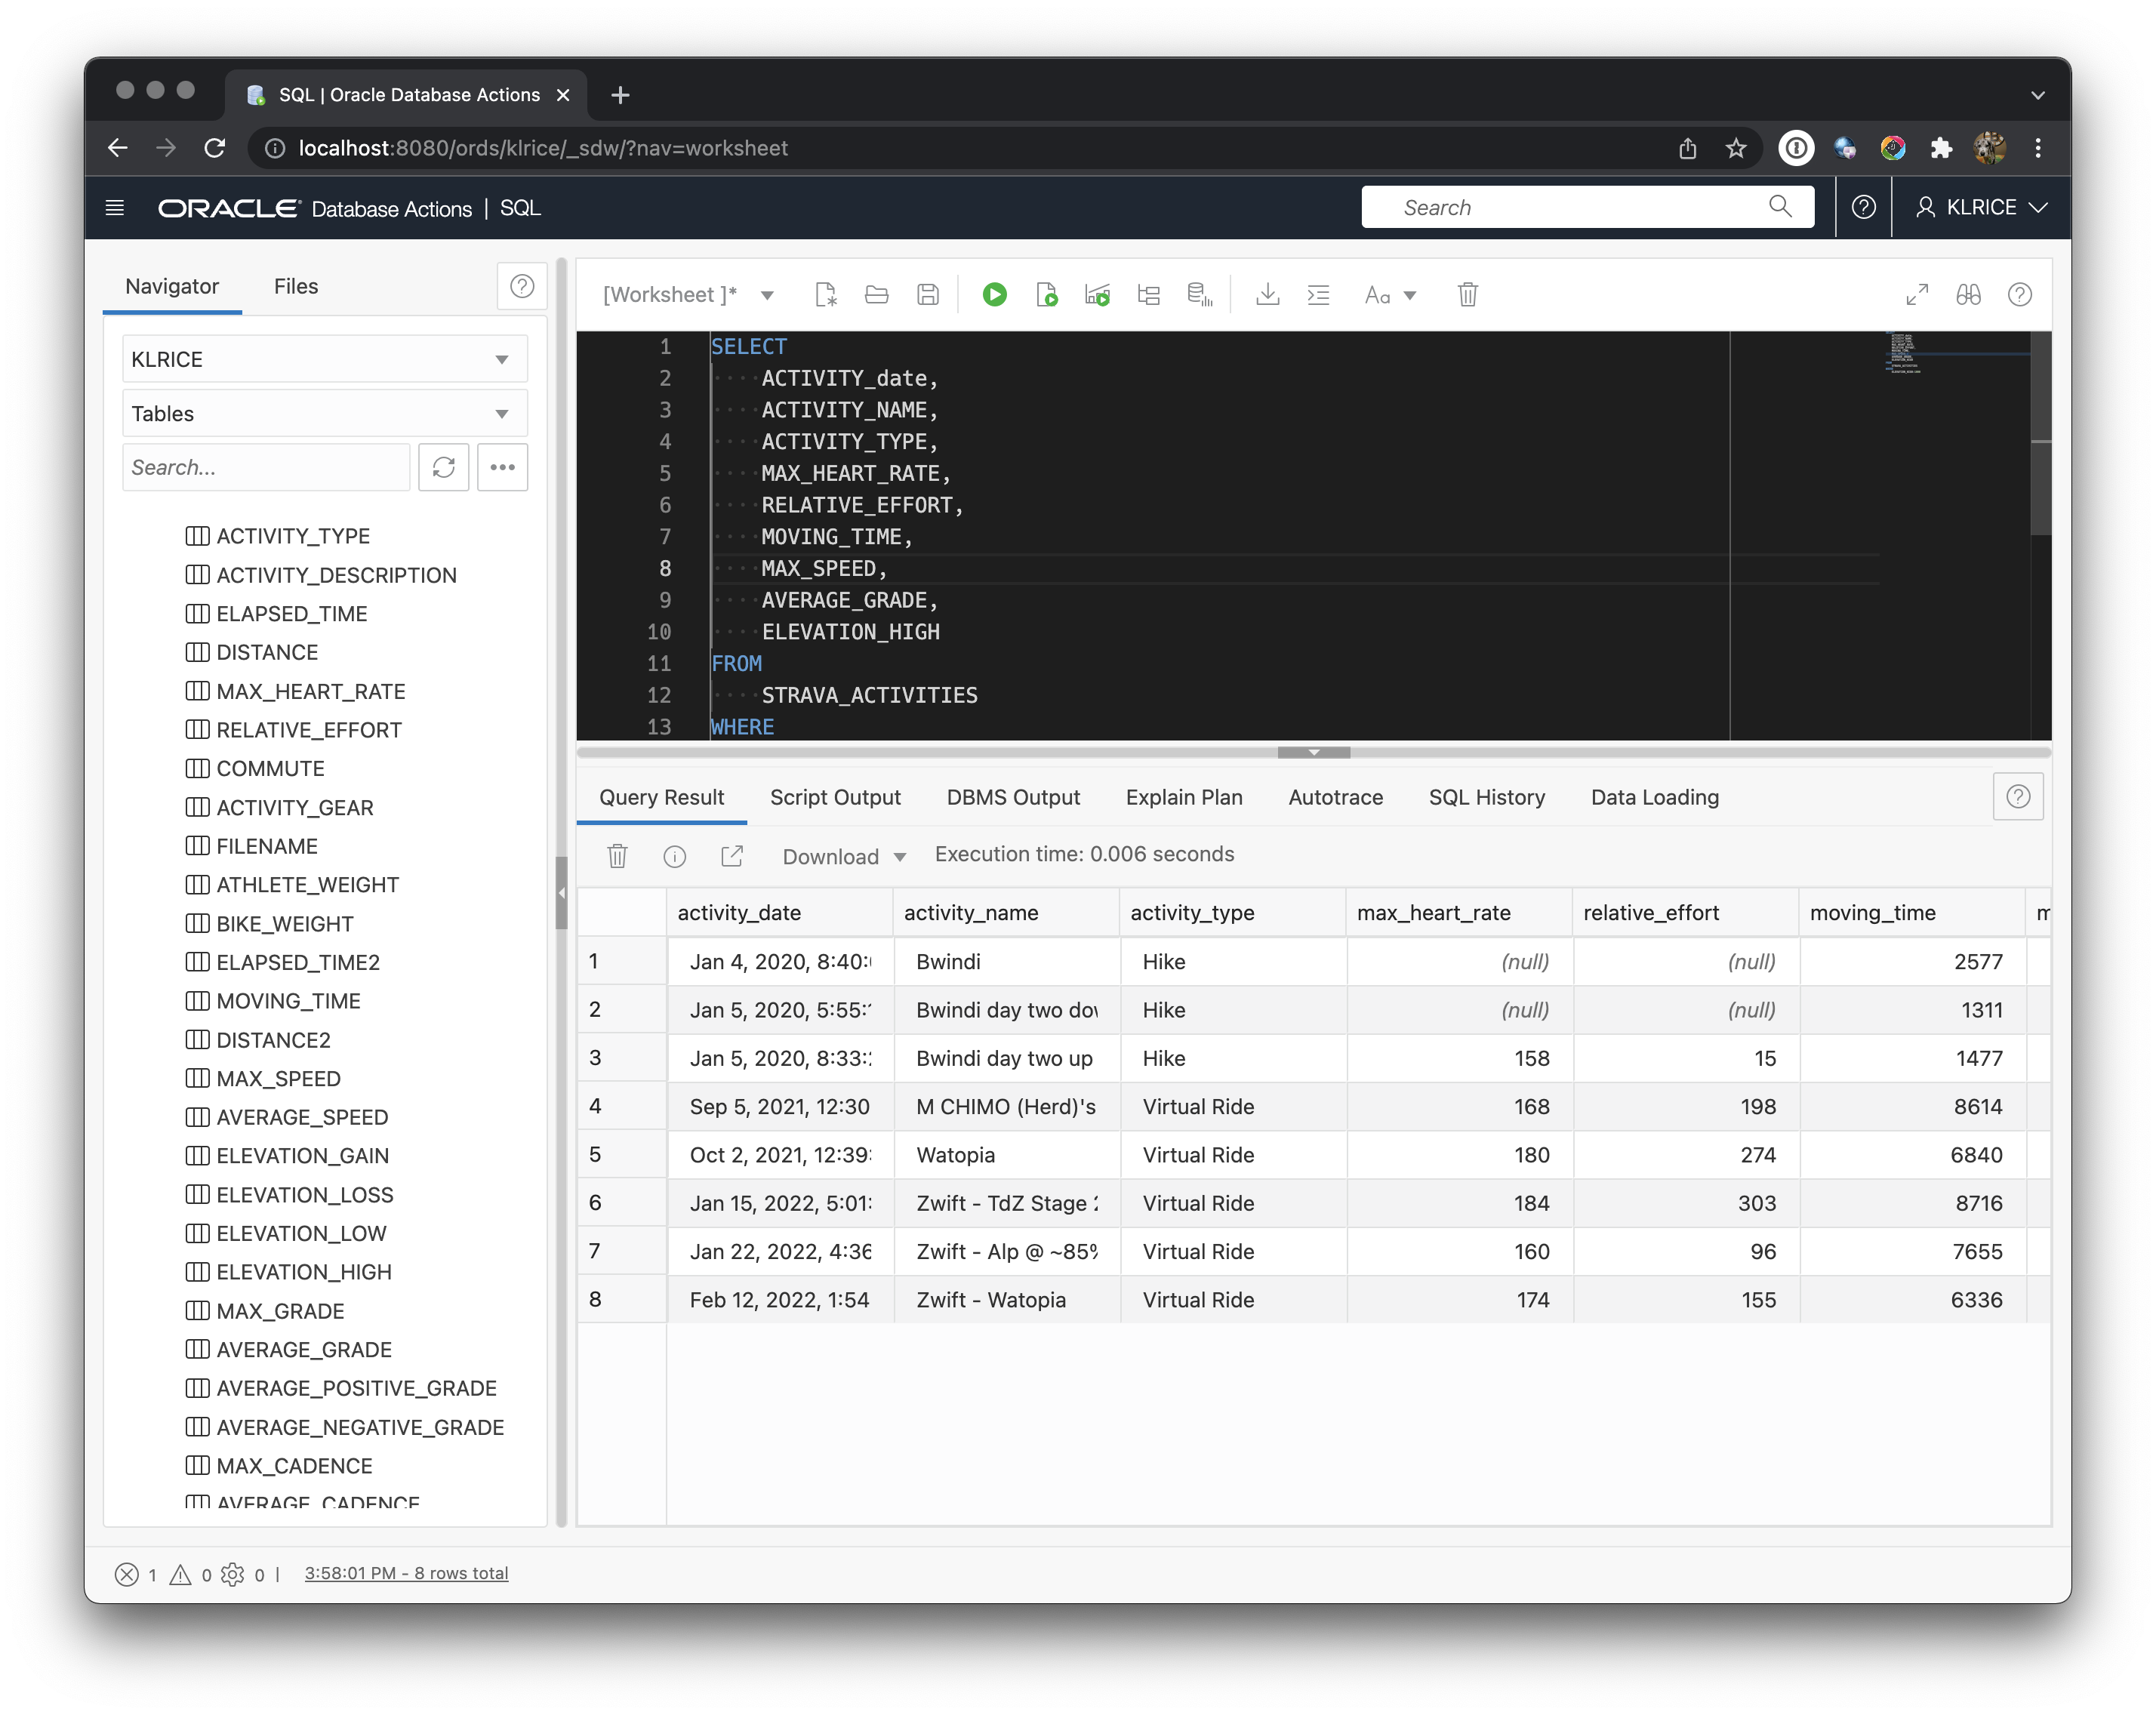 SQL | Oracle Database Actions
localhost:8080/ords/klrice/_sdw/?nav=worksheet
ORACLE Database Actions | SQL
Search
KLRICE
Navigator
Files
KLRICE
Tables
Search...
ACTIVITY_TYPE
ACTIVITY_DESCRIPTION
ELAPSED_TIME
DISTANCE
MAX_HEART_RATE
RELATIVE_EFFORT
COMMUTE
ACTIVITY_GEAR
FILENAME
ATHLETE_WEIGHT
BIKE_WEIGHT
ELAPSED_TIME2
MOVING_TIME
DISTANCE2
MAX_SPEED
AVERAGE_SPEED
ELEVATION_GAIN
ELEVATION_LOSS
ELEVATION_LOW
ELEVATION_HIGH
MAX_GRADE
AVERAGE_GRADE
AVERAGE_POSITIVE_GRADE
AVERAGE_NEGATIVE_GRADE
MAX_CADENCE
AVERAGE_CADENCE
[Worksheet ]*
Aa
1 SELECT
2 ACTIVITY_date,
3 ACTIVITY_NAME,
4 ACTIVITY_TYPE,
5 MAX_HEART_RATE,
6 RELATIVE_EFFORT,
7 MOVING_TIME,
8 MAX_SPEED,
9 AVERAGE_GRADE,
10 ELEVATION_HIGH
11 FROM
12 STRAVA_ACTIVITIES
13 WHERE
Query Result Script Output DBMS Output Explain Plan Autotrace SQL History Data Loading
Download Execution time: 0.006 seconds
activity_date activity_name activity_type max_heart_rate relative_effort moving_time
1 Jan 4, 2020, 8:40: Bwindi Hike (null) (null) 2577
2 Jan 5, 2020, 5:55: Bwindi day two Hike (null) (null) 1311
3 Jan 5, 2020, 8:33: Bwindi day two up Hike 158 15 1477
4 Sep 5, 2021, 12:30 M CHIMO (Herd)'s Virtual Ride 168 198 8614
5 Oct 2, 2021, 12:39: Watopia Virtual Ride 180 274 6840
6 Jan 15, 2022, 5:01: Zwift - TdZ Stage Virtual Ride 184 303 8716
7 Jan 22, 2022, 4:36 Zwift - Alp @ ~85% Virtual Ride 160 96 7655
8 Feb 12, 2022, 1:54 Zwift - Watopia Virtual Ride 174 155 6336
1 0 0 | 3:58:01 PM - 8 rows total